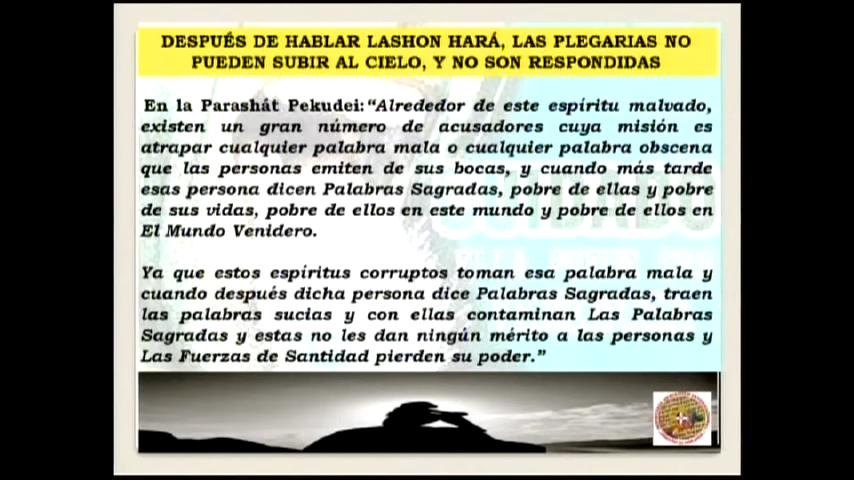 DESPUÉS DE HABLAR LASHON HARÁ, LAS PLEGARIAS NO
PUEDEN SUBIR AL CIELO, Y NO SON RESPONDIDAS
En la Parashát Pekudei: “Alrededor de este espíritu malvado,
existen un gran número de acusadores cuya misión es
atrapar cualquier palabra mala o cualquier palabra obscena
que las personas emiten de sus bocas, y cuando más tarde
esas persona dicen Palabras Sagradas, pobre de ellas y pobre
de sus vidas, pobre de ellos en este mundo y pobre de ellos en
El Mundo Venidero.
Ya que estos espíritus corruptos toman esa palabra mala y
cuando después dicha persona dice Palabras Sagradas, traen
las palabras sucias y con ellas contaminan Las Palabras
Sagradas y estas no les dan ningún mérito a las personas y
Las Fuerzas de Santidad pierden su poder.”